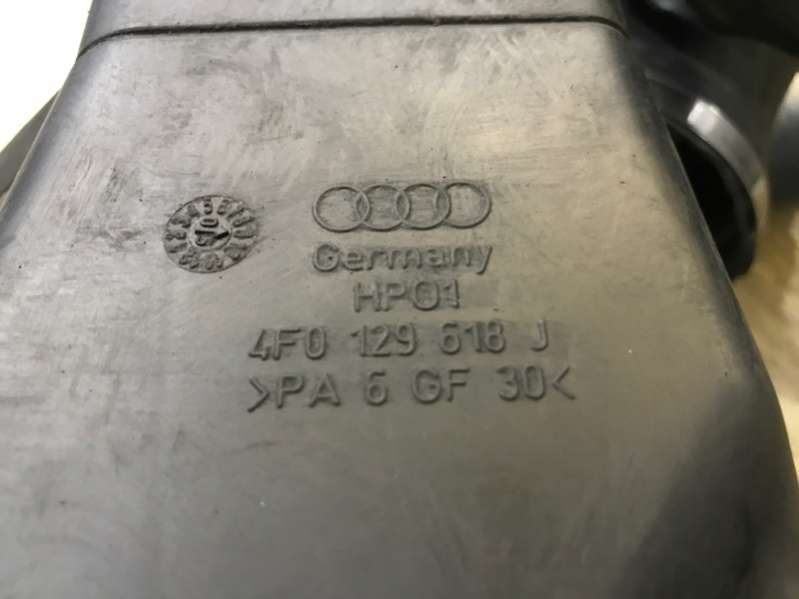 Germany
HP01
4F0 129 618 J
>PA 6 GF 30<